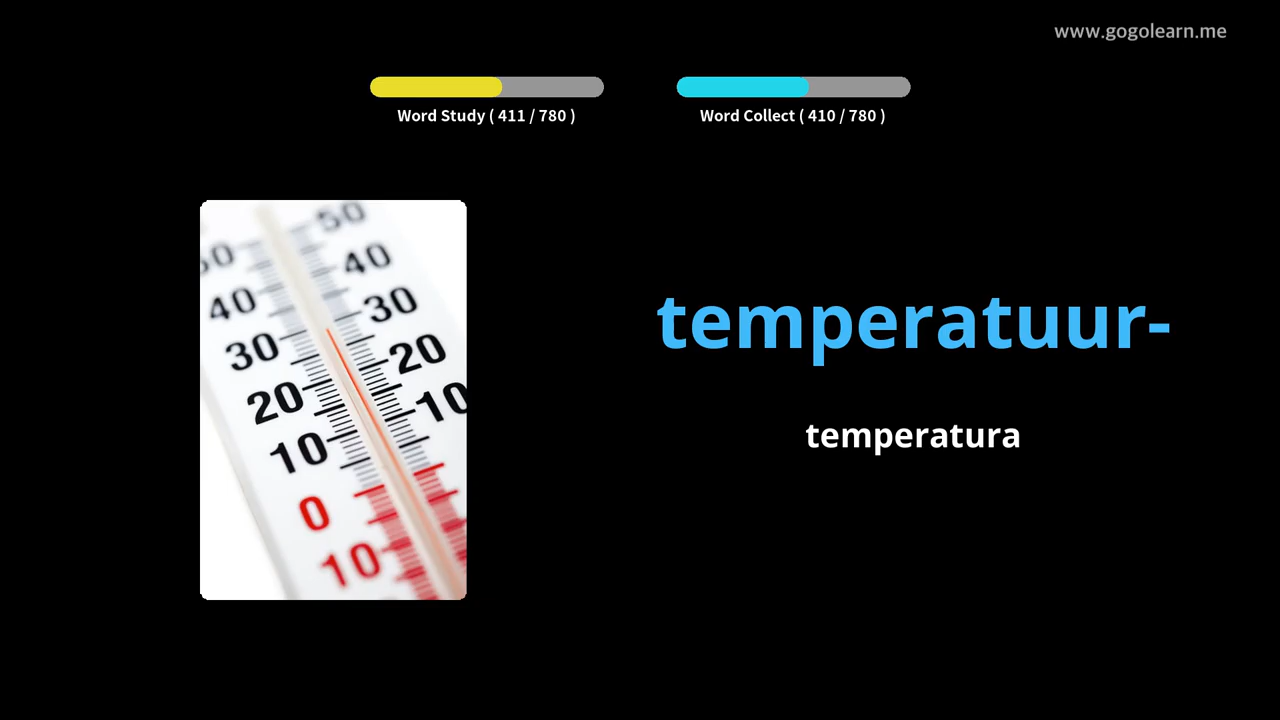 www.gogolearn.me
Word Study ( 411 / 780 )
Word Collect ( 410 / 780 )
50
50
40
40
30
30
20
20
10
10
0
10
temperatuur-
temperatura